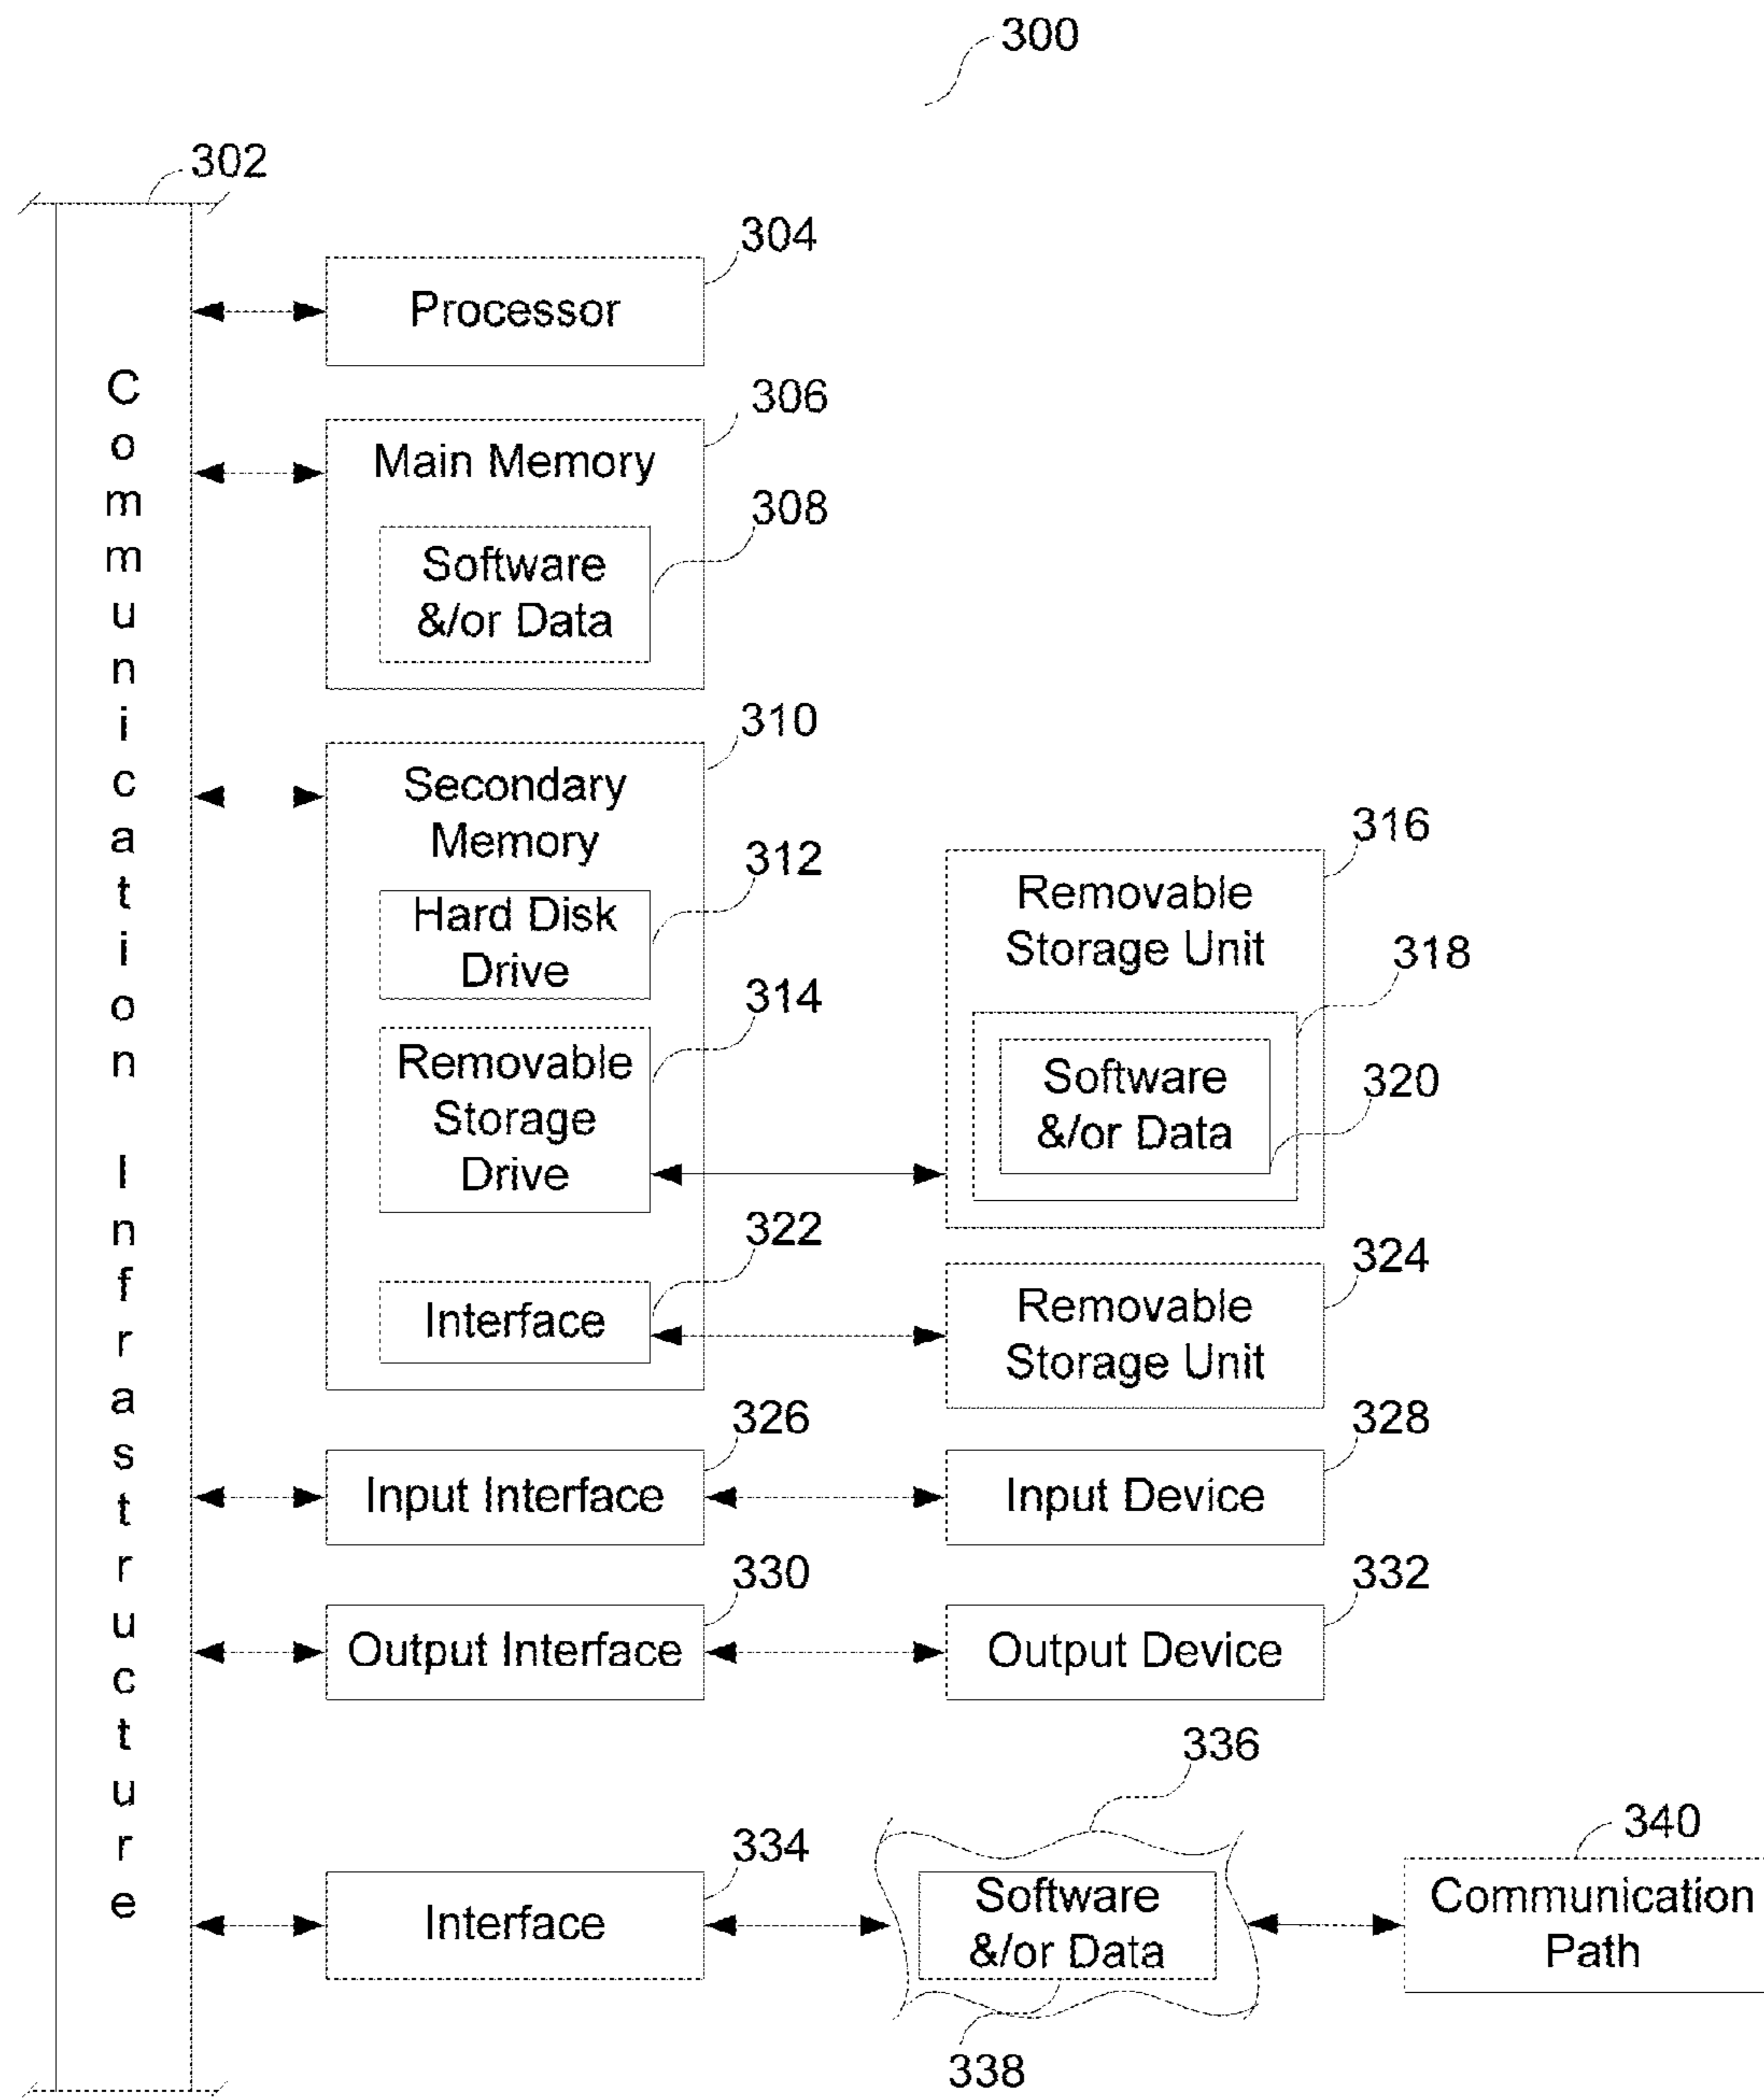 300
302
Communication Infrastructure
304
Processor
306
Main Memory
308
Software
&/or Data
310
Secondary
Memory
312
Hard Disk
Drive
314
Removable
Storage
Drive
316
Removable
Storage Unit
318
Software
&/or Data
320
322
Interface
324
Removable
Storage Unit
326
Input Interface
328
Input Device
330
Output Interface
332
Output Device
334
Interface
336
Software
&/or Data
338
340
Communication
Path